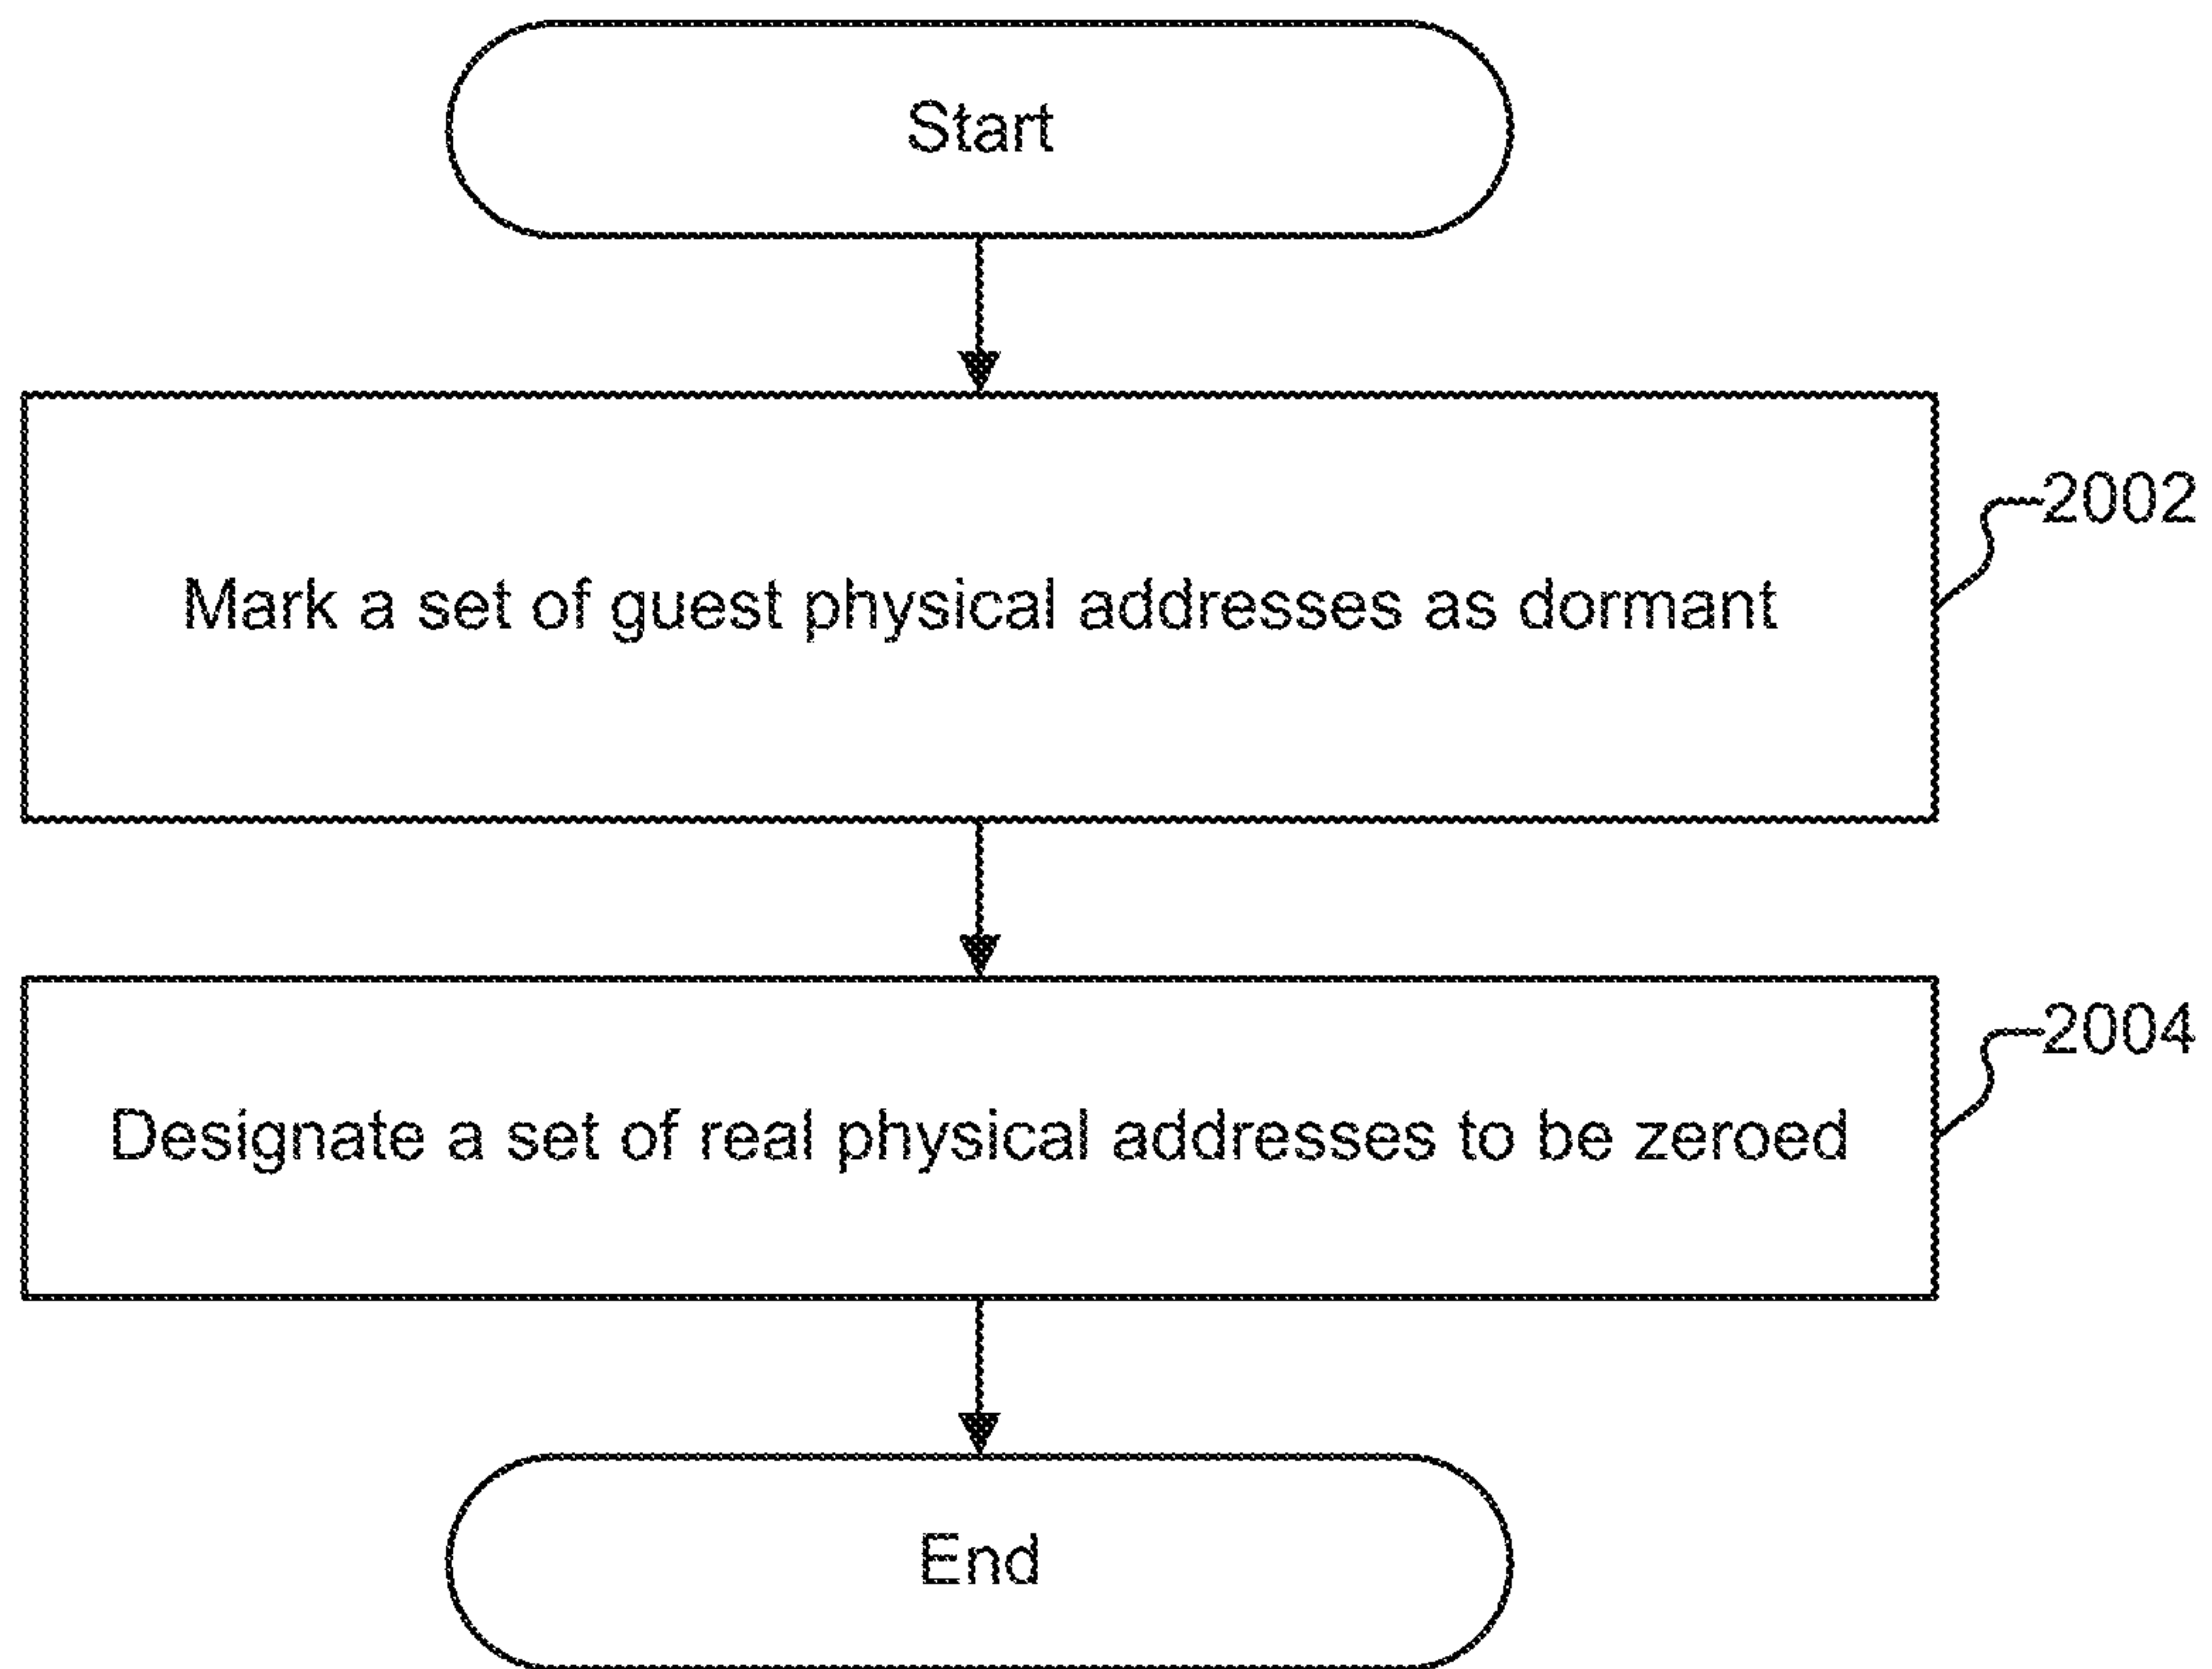 Start
2002
Mark a set of guest physical addresses as dormant
2004
Designate a set of real physical addresses to be zeroed
End